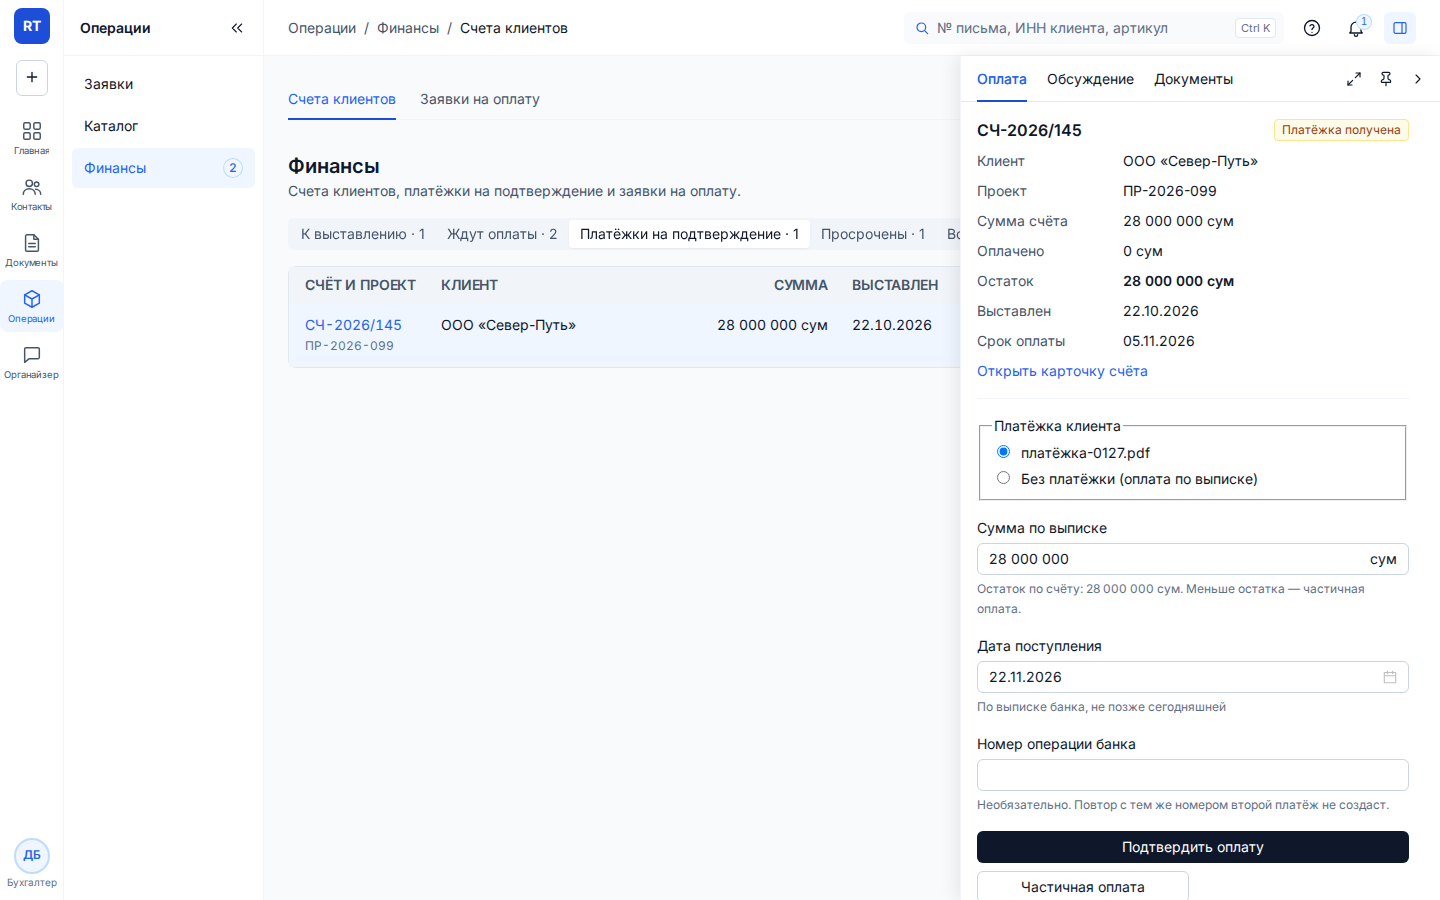 RT
Главная
Контакты
Документы
Операции
Органайзер
ДБ
Бухгалтер
Операции
Заявки
Каталог
Финансы 2
Операции / Финансы / Счета клиентов
№ письма, ИНН клиента, артикул Ctrl K
1
Счета клиентов Заявки на оплату
Финансы
Счета клиентов, платёжки на подтверждение и заявки на оплату.
К выставлению · 1 Ждут оплаты · 2 Платёжки на подтверждение · 1 Просрочены · 1
СЧЁТ И ПРОЕКТ КЛИЕНТ СУММА ВЫСТАВЛЕН
СЧ-2026/145 ООО «Север-Путь» 28 000 000 сум 22.10.2026
ПР-2026-099
Оплата Обсуждение Документы
СЧ-2026/145 Платёжка получена
Клиент ООО «Север-Путь»
Проект ПР-2026-099
Сумма счёта 28 000 000 сум
Оплачено 0 сум
Остаток 28 000 000 сум
Выставлен 22.10.2026
Срок оплаты 05.11.2026
Открыть карточку счёта
Платёжка клиента
платёжка-0127.pdf
Без платёжки (оплата по выписке)
Сумма по выписке
28 000 000 сум
Остаток по счёту: 28 000 000 сум. Меньше остатка — частичная
оплата.
Дата поступления
22.11.2026
По выписке банка, не позже сегодняшней
Номер операции банка
Необязательно. Повтор с тем же номером второй платёж не создаст.
Подтвердить оплату
Частичная оплата